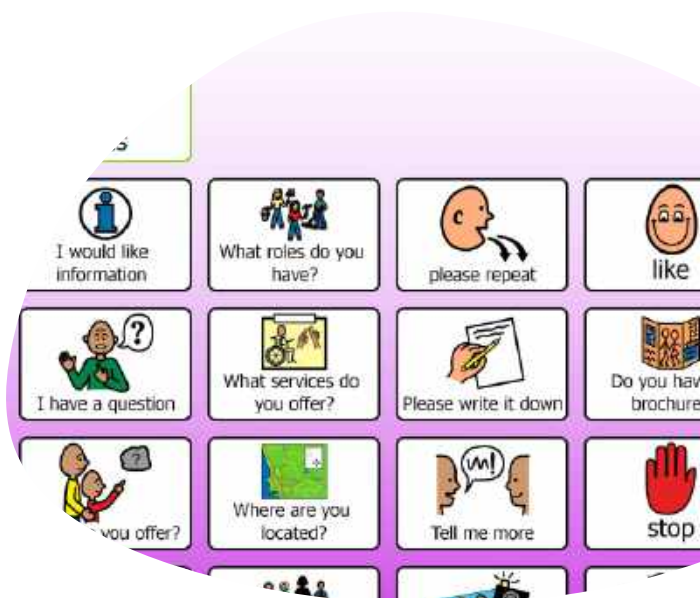 I would like
information
What roles do you
have?
please repeat
like
?
I have a question
What services do
you offer?
Please write it down
Do you
brochure
?
you offer?
Where are you
located?
Tell me more
stop